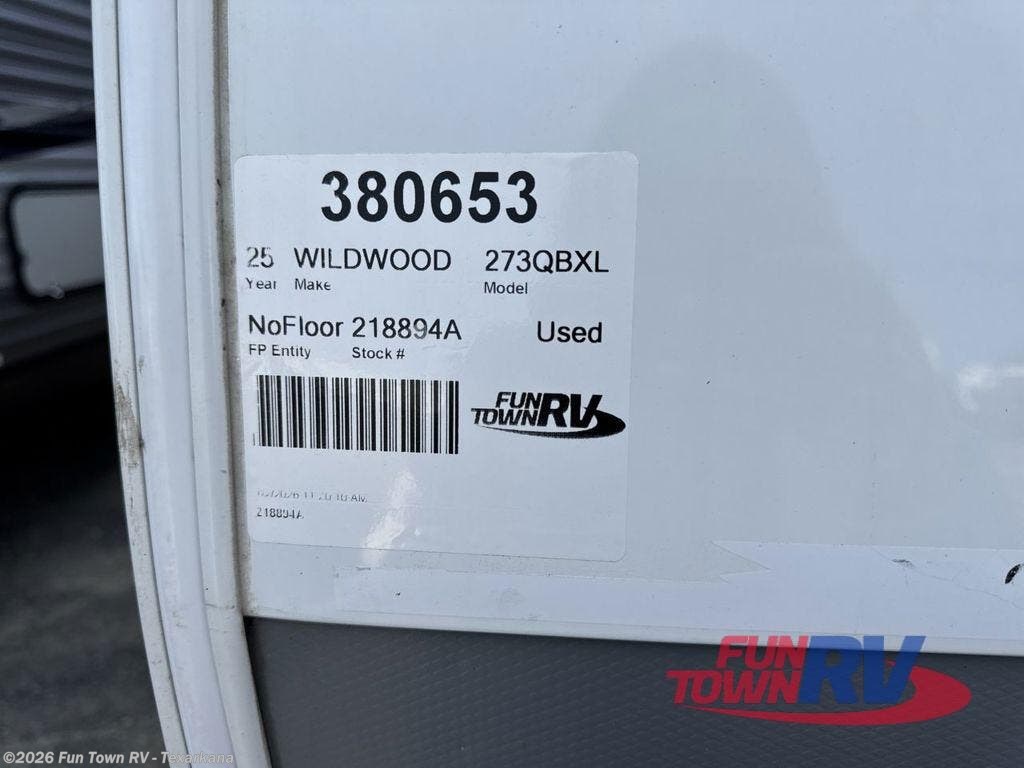 380653
25 WILDWOOD 273QBXL
Year Make Model
NoFloor 218894A Used
FP Entity Stock #
FUN
TOWN RV
218894A
FUN
TOWN RV
©2026 Fun Town RV - Texarkana